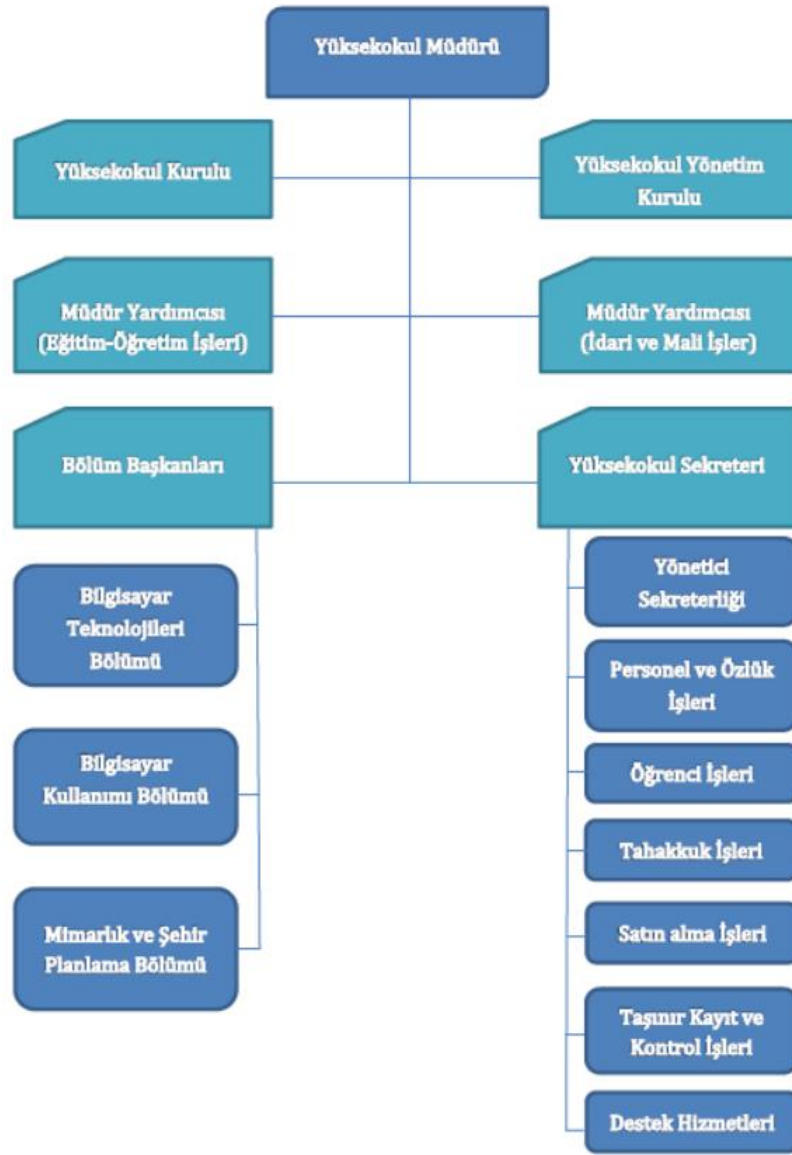 Yüksekokul Müdürü
Yüksekokul Kurulu
Yüksekokul Yönetim
Kurulu
Müdür Yardımcısı
(Eğitim-Öğretim İşleri)
Müdür Yardımcısı
(İdari ve Mali İşler)
Bölüm Başkanları
Yüksekokul Sekreteri
Bilgisayar
Teknolojileri
Bölümü
Bilgisayar
Kullanımı Bölümü
Mimarlık ve Şehir
Planlama Bölümü
Yönetici
Sekreterliği
Personel ve Özlük
İşleri
Öğrenci İşleri
Tahakkuk İşleri
Satın alma İşleri
Taşınır Kayıt ve
Kontrol İşleri
Destek Hizmetleri